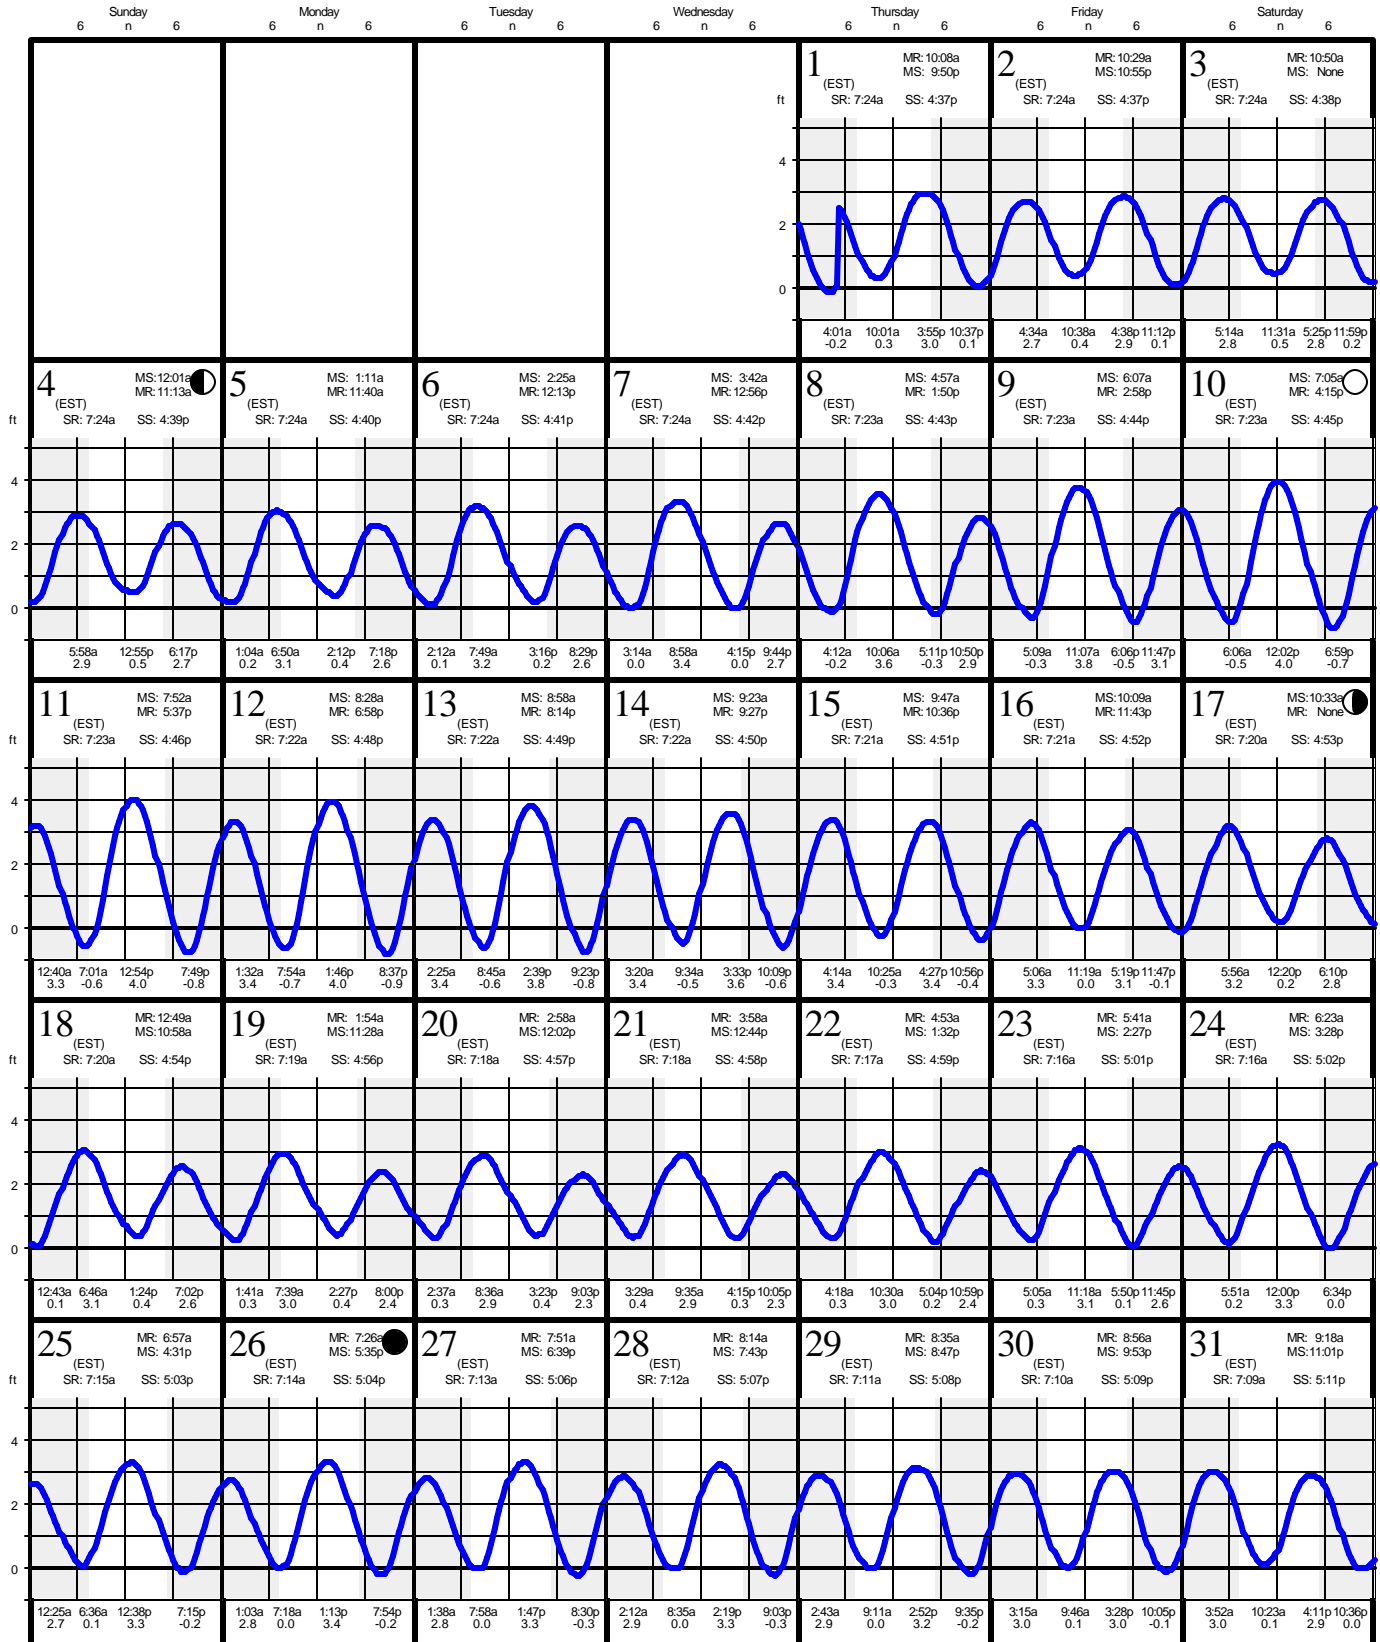 Sunday Monday Tuesday Wednesday Thursday Friday Saturday
6 n 6 6 n 6 6 n 6 6 n 6 6 n 6 6 n 6 6 n 6
1 MR: 10:08a 2 MR: 10:29a 3 MR: 10:50a
MS: 9:50p MS: 10:55p MS: None
(EST) (EST) (EST)
ft SR: 7:24a SS: 4:37p SR: 7:24a SS: 4:37p SR: 7:24a SS: 4:38p
4
2
0
4:01a 10:01a 3:55p 10:37p 4:34a 10:38a 4:38p 11:12p 5:14a 11:31a 5:25p 11:59p
-0.2 0.3 3.0 0.1 2.7 0.4 2.9 0.1 2.8 0.5 2.8 0.2
4 MS: 12:01a 5 MS: 1:11a 6 MS: 2:25a 7 MS: 3:42a 8 MS: 4:57a 9 MS: 6:07a 10 MS: 7:05a
MR: 11:13a MR: 11:40a MR: 12:13p MR: 12:56p MR: 1:50p MR: 2:58p MR: 4:15p
(EST) (EST) (EST) (EST) (EST) (EST) (EST)
ft SR: 7:24a SS: 4:39p SR: 7:24a SS: 4:40p SR: 7:24a SS: 4:41p SR: 7:24a SS: 4:42p SR: 7:23a SS: 4:43p SR: 7:23a SS: 4:44p SR: 7:23a SS: 4:45p
4
2
0
5:58a 12:55p 6:17p 1:04a 6:50a 2:12p 7:18p 2:12a 7:49a 3:16p 8:29p 3:14a 8:58a 4:15p 9:44p 4:12a 10:06a 5:11p 10:50p 5:09a 11:07a 6:06p 11:47p 6:06a 12:02p 6:59p
2.9 0.5 2.7 0.2 3.1 0.4 2.6 0.1 3.2 0.2 2.6 0.0 3.4 0.0 2.7 -0.2 3.6 -0.3 2.9 -0.3 3.8 -0.5 3.1 -0.5 4.0 -0.7
11 MS: 7:52a 12 MS: 8:28a 13 MS: 8:58a 14 MS: 9:23a 15 MS: 9:47a 16 MS: 10:09a 17 MS: 10:33a
MR: 5:37p MR: 6:58p MR: 8:14p MR: 9:27p MR: 10:36p MR: 11:43p MR: None
(EST) (EST) (EST) (EST) (EST) (EST) (EST)
ft SR: 7:23a SS: 4:46p SR: 7:22a SS: 4:48p SR: 7:22a SS: 4:49p SR: 7:22a SS: 4:50p SR: 7:21a SS: 4:51p SR: 7:21a SS: 4:52p SR: 7:20a SS: 4:53p
4
2
0
12:40a 7:01a 12:54p 7:49p 1:32a 7:54a 1:46p 8:37p 2:25a 8:45a 2:39p 9:23p 3:20a 9:34a 3:33p 10:09p 4:14a 10:25a 4:27p 10:56p 5:06a 11:19a 5:19p 11:47p 5:56a 12:20p 6:10p
3.3 -0.6 4.0 -0.8 3.4 -0.7 4.0 -0.9 3.4 -0.6 3.8 -0.8 3.4 -0.5 3.6 -0.6 3.4 -0.3 3.4 -0.4 3.3 0.0 3.1 -0.1 3.2 0.2 2.8
18 MR: 12:49a 19 MR: 1:54a 20 MR: 2:58a 21 MR: 3:58a 22 MR: 4:53a 23 MR: 5:41a 24 MR: 6:23a
MS: 10:58a MS: 11:28a MS: 12:02p MS: 12:44p MS: 1:32p MS: 2:27p MS: 3:28p
(EST) (EST) (EST) (EST) (EST) (EST) (EST)
ft SR: 7:20a SS: 4:54p SR: 7:19a SS: 4:56p SR: 7:18a SS: 4:57p SR: 7:18a SS: 4:58p SR: 7:17a SS: 4:59p SR: 7:16a SS: 5:01p SR: 7:16a SS: 5:02p
4
2
0
12:43a 6:46a 1:24p 7:02p 1:41a 7:39a 2:27p 8:00p 2:37a 8:36a 3:23p 9:03p 3:29a 9:35a 4:15p 10:05p 4:18a 10:30a 5:04p 10:59p 5:05a 11:18a 5:50p 11:45p 5:51a 12:00p 6:34p
0.1 3.1 0.4 2.6 0.3 3.0 0.4 2.4 0.3 2.9 0.4 2.3 0.4 2.9 0.3 2.3 0.3 3.0 0.2 2.4 0.3 3.1 0.1 2.6 0.2 3.3 0.0
25 MR: 6:57a 26 MR: 7:26a 27 MR: 7:51a 28 MR: 8:14a 29 MR: 8:35a 30 MR: 8:56a 31 MR: 9:18a
MS: 4:31p MS: 5:35p MS: 6:39p MS: 7:43p MS: 8:47p MS: 9:53p MS: 11:01p
(EST) (EST) (EST) (EST) (EST) (EST) (EST)
ft SR: 7:15a SS: 5:03p SR: 7:14a SS: 5:04p SR: 7:13a SS: 5:06p SR: 7:12a SS: 5:07p SR: 7:11a SS: 5:08p SR: 7:10a SS: 5:09p SR: 7:09a SS: 5:11p
4
2
0
12:25a 6:36a 12:38p 7:15p 1:03a 7:18a 1:13p 7:54p 1:38a 7:58a 1:47p 8:30p 2:12a 8:35a 2:19p 9:03p 2:43a 9:11a 2:52p 9:35p 3:15a 9:46a 3:28p 10:05p 3:52a 10:23a 4:11p 10:36p
2.7 0.1 3.3 -0.2 2.8 0.0 3.4 -0.2 2.8 0.0 3.3 -0.3 2.9 0.0 3.3 -0.3 2.9 0.0 3.2 -0.2 3.0 0.1 3.0 -0.1 3.0 0.1 2.9 0.0